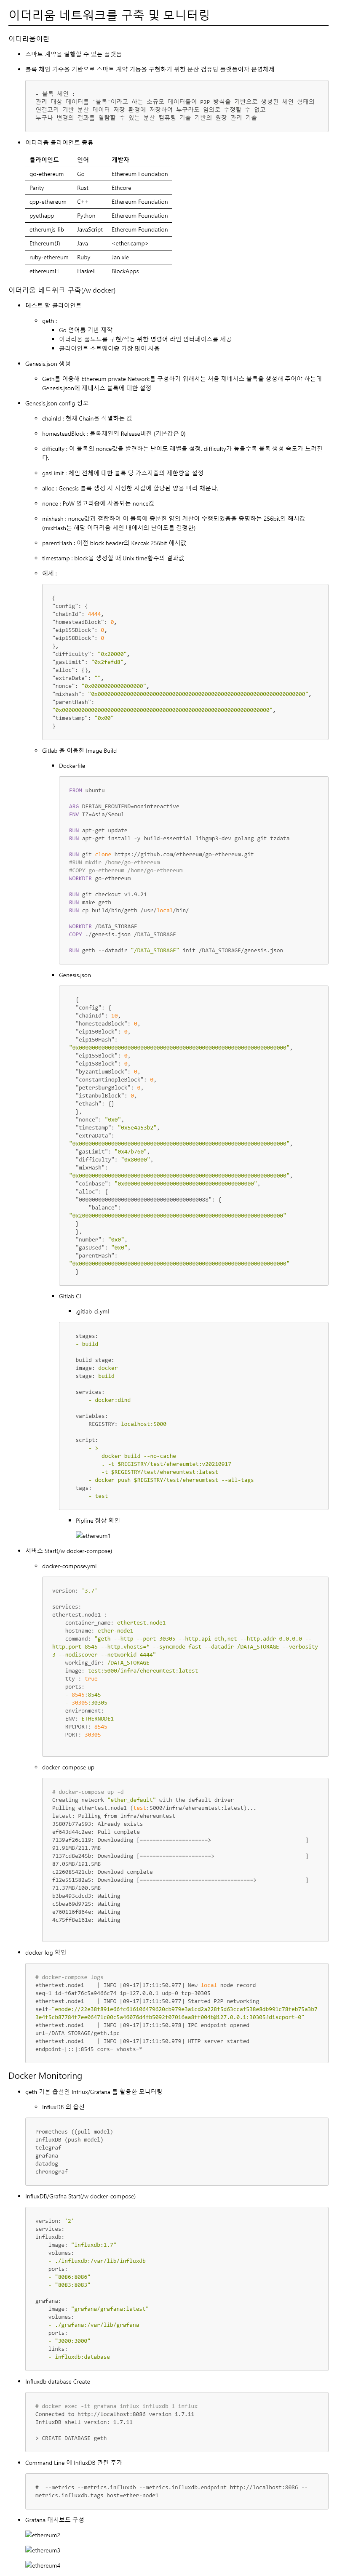 이더리움 네트워크를 구축 및 모니터링
이더리움이란
스마트 계약을 실행할 수 있는 플랫폼
블록 체인 기수을 기반으로 스마트 계약 기능을 구현하기 위한 분산 컴퓨팅 플랫폼이자 운영체제
- 블록 체인 :
관리 대상 데이터를 '블록'이라고 하는 소규모 데이터들이 P2P 방식을 기반으로 생성된 체인 형태의
연결고리 기반 분산 데이터 저장 환경에 저장하여 누구라도 임의로 수정할 수 없고
누구나 변경의 결과를 열람할 수 있는 분산 컴퓨팅 기술 기반의 원장 관리 기술
이더리움 클라이언트 종류
클라이언트 언어 개발자
go-ethereum Go Ethereum Foundation
Parity Rust Ethcore
cpp-ethereum C++ Ethereum Foundation
pyethapp Python Ethereum Foundation
etherumjs-lib JavaScript Ethereum Foundation
Ethereum(J) Java <ether.camp>
ruby-ethereum Ruby Jan xie
ethereumH Haskell BlockApps
이더리움 네트워크 구축(/w docker)
테스트 할 클라이언트
geth :
Go 언어를 기반 제작
이더리움 풀노드를 구현/작동 위한 명령어 라인 인터페이스를 제공
클라이언트 소프웨어중 가장 많이 사용
Genesis.json 생성
Geth를 이용해 Ethereum private Network를 구성하기 위해서는 처음 제네시스 블록을 생성해 주어야 하는데
Genesis.json에 제네시스 블록에 대한 설정
Genesis.json config 정보
chainId : 현재 Chain을 식별하는 값
homesteadBlock : 블록체인의 Release버전 (기본값은 0)
difficulty : 이 블록의 nonce값을 발견하는 난이도 레벨을 설정. difficulty가 높을수록 블록 생성 속도가 느려진
다.
gasLimit : 체인 전체에 대한 블록 당 가스지출의 제한량을 설정
alloc : Genesis 블록 생성 시 지정한 지갑에 할당된 양을 미리 채운다.
nonce : PoW 알고리즘에 사용되는 nonce값
mixhash : nonce값과 결합하여 이 블록에 충분한 양의 계산이 수행되었음을 증명하는 256bit의 해시값
(mixHash는 해당 이더리움 체인 내에서의 난이도를 결정한)
parentHash : 이전 block header의 Keccak 256bit 해시값
timestamp : block을 생성할 때 Unix time함수의 결과값
예제 :
{
"config": {
"chainId": 4444,
"homesteadBlock": 0,
"eip155Block": 0,
"eip158Block": 0
},
"difficulty": "0x20000",
"gasLimit": "0x2fefd8",
"alloc": {},
"extraData": "",
"nonce": "0x0000000000000000",
"mixhash": "0x0000000000000000000000000000000000000000000000000000000000000000",
"parentHash":
"0x0000000000000000000000000000000000000000000000000000000000000000",
"timestamp": "0x00"
}
Gitlab 을 이용한 Image Build
Dockerfile
FROM ubuntu
ARG DEBIAN_FRONTEND=noninteractive
ENV TZ=Asia/Seoul
RUN apt-get update
RUN apt-get install -y build-essential libgmp3-dev golang git tzdata
RUN git clone https://github.com/ethereum/go-ethereum.git
#RUN mkdir /home/go-ethereum
#COPY go-ethereum /home/go-ethereum
WORKDIR go-ethereum
RUN git checkout v1.9.21
RUN make geth
RUN cp build/bin/geth /usr/local/bin/
WORKDIR /DATA_STORAGE
COPY ./genesis.json /DATA_STORAGE
RUN geth --datadir "/DATA_STORAGE" init /DATA_STORAGE/genesis.json
Genesis.json
{
"config": {
"chainId": 10,
"homesteadBlock": 0,
"eip150Block": 0,
"eip150Hash":
"0x0000000000000000000000000000000000000000000000000000000000000000",
"eip155Block": 0,
"eip158Block": 0,
"byzantiumBlock": 0,
"constantinopleBlock": 0,
"petersburgBlock": 0,
"istanbulBlock": 0,
"ethash": {}
},
"nonce": "0x0",
"timestamp": "0x5e4a53b2",
"extraData":
"0x0000000000000000000000000000000000000000000000000000000000000000",
"gasLimit": "0x47b760",
"difficulty": "0x80000",
"mixHash":
"0x0000000000000000000000000000000000000000000000000000000000000000",
"coinbase": "0x0000000000000000000000000000000000000000",
"alloc": {
"0000000000000000000000000000000000000088": {
"balance":
"0x200000000000000000000000000000000000000000000000000000000000000"
}
},
"number": "0x0",
"gasUsed": "0x0",
"parentHash":
"0x0000000000000000000000000000000000000000000000000000000000000000"
}
Gitlab CI
.gitlab-ci.yml
stages:
- build
build_stage:
image: docker
stage: build
services:
- docker:dind
variables:
REGISTRY: localhost:5000
script:
- >
docker build --no-cache
. -t $REGISTRY/test/ehereumtet:v20210917
-t $REGISTRY/test/ehereumtest:latest
- docker push $REGISTRY/test/ehereumtest --all-tags
tags:
- test
Pipline 정상 확인
ethereum1
서버스 Start(/w docker-compose)
docker-compose.yml
version: '3.7'
services:
ethertest.node1 :
container_name: ethertest.node1
hostname: ether-node1
command: "geth --http --port 30305 --http.api eth,net --http.addr 0.0.0.0 --
http.port 8545 --http.vhosts=* --syncmode fast --datadir /DATA_STORAGE --verbosity
3 --nodiscover --networkid 4444"
working_dir: /DATA_STORAGE
image: test:5000/infra/ehereumtest:latest
tty : true
ports:
- 8545:8545
- 30305:30305
environment:
ENV: ETHERNODE1
RPCPORT: 8545
PORT: 30305
docker-compose up
# docker-compose up -d
Creating network "ether_default" with the default driver
Pulling ethertest.node1 (test:5000/infra/ehereumtest:latest)...
latest: Pulling from infra/ehereumtest
35807b77a593: Already exists
ef643d44c2ee: Pull complete
7139ef26c119: Downloading [=====================> ]
91.91MB/211.7MB
7137cd8e245b: Downloading [======================> ]
87.05MB/191.5MB
c226085421cb: Download complete
f12e551582a5: Downloading [===================================> ]
71.37MB/100.5MB
b3ba493cdcd3: Waiting
c5bea69d9725: Waiting
e760116f864e: Waiting
4c75ff8e161e: Waiting
docker log 확인
# docker-compose logs
ethertest.node1 | INFO [09-17|17:11:50.977] New local node record
seq=1 id=f6af76c5a9466c74 ip=127.0.0.1 udp=0 tcp=30305
ethertest.node1 | INFO [09-17|17:11:50.977] Started P2P networking
ethertest.node1 | INFO [09-17|17:11:50.978] IPC endpoint opened
url=/DATA_STORAGE/geth.ipc
ethertest.node1 | INFO [09-17|17:11:50.979] HTTP server started
endpoint=[::]:8545 cors= vhosts=*
Docker Monitoring
geth 기본 옵션인 Infrlux/Grafana 를 활용한 모니터링
InfluxDB 외 옵션
Prometheus ((pull model)
InfluxDB (push model)
telegraf
grafana
datadog
chronograf
InfluxDB/Grafna Start(/w docker-compose)
version: '2'
services:
influxdb:
image: "influxdb:1.7"
volumes:
- ./influxdb:/var/lib/influxdb
ports:
- "8086:8086"
- "8083:8083"
grafana:
image: "grafana/grafana:latest"
volumes:
- ./grafana:/var/lib/grafana
ports:
- "3000:3000"
links:
- influxdb:database
Influxdb database Create
# docker exec -it grafana_influx_influxdb_1 influx
Connected to http://localhost:8086 version 1.7.11
InfluxDB shell version: 1.7.11
> CREATE DATABASE geth
Command Line 에 InfluxDB 관련 추가
# --metrics --metrics.influxdb --metrics.influxdb.endpoint http://localhost:8086 --
metrics.influxdb.tags host=ether-node1
Grafana 대시보드 구성
ethereum2
ethereum3
ethereum4